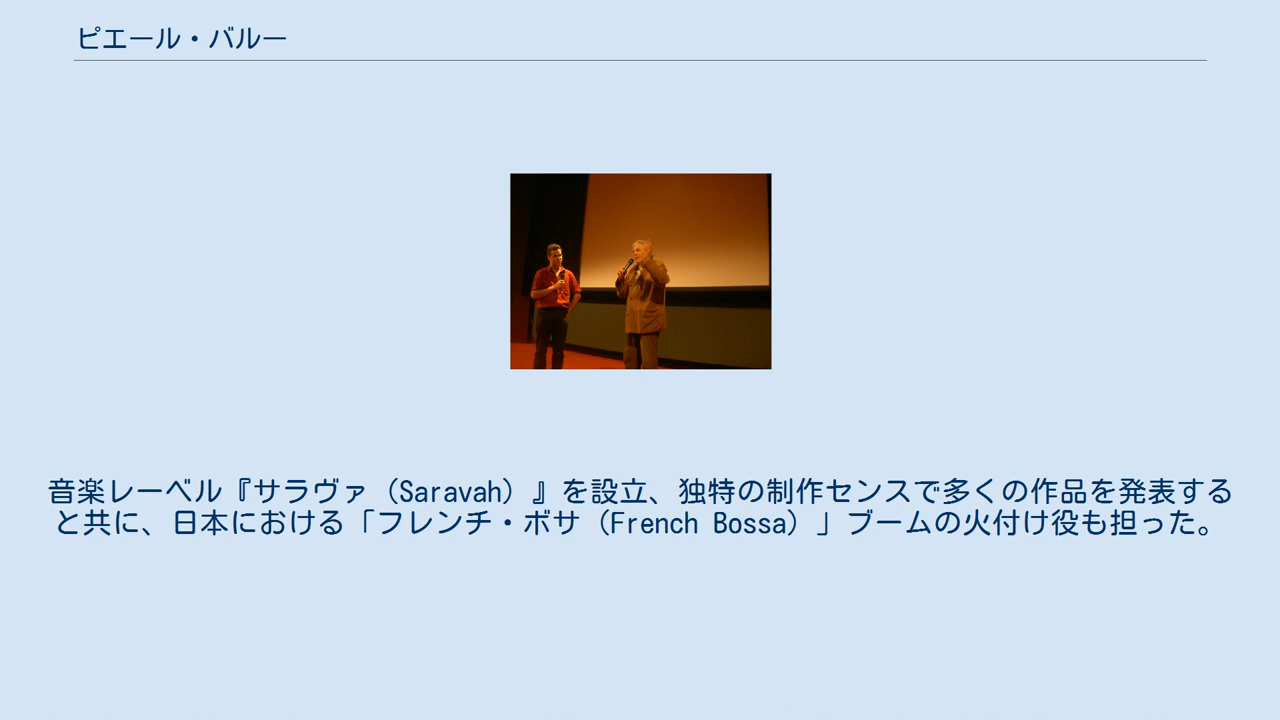 ピエール・バルー
音楽レーベル『サラヴァ（Saravah）』を設立、独特の制作センスで多くの作品を発表する
と共に、日本における「フレンチ・ボサ（French Bossa）」ブームの火付け役も担った。